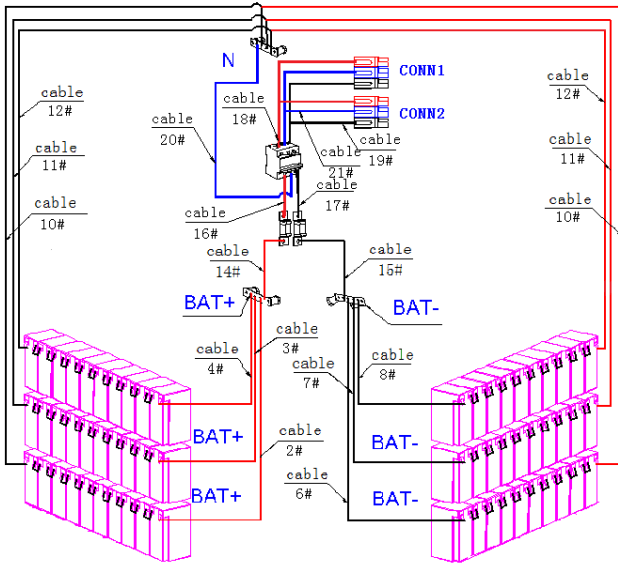 N
CONN1
cable
12#
cable
18#
cable
12#
cable
20#
CONN2
cable
21#
cable
19#
cable
11#
cable
11#
cable
17#
cable
10#
cable
16#
cable
10#
cable
14#
cable
15#
BAT+
BAT-
cable
4#
cable
3#
cable
7#
cable
8#
BAT+
cable
2#
BAT-
BAT+
cable
6#
BAT-